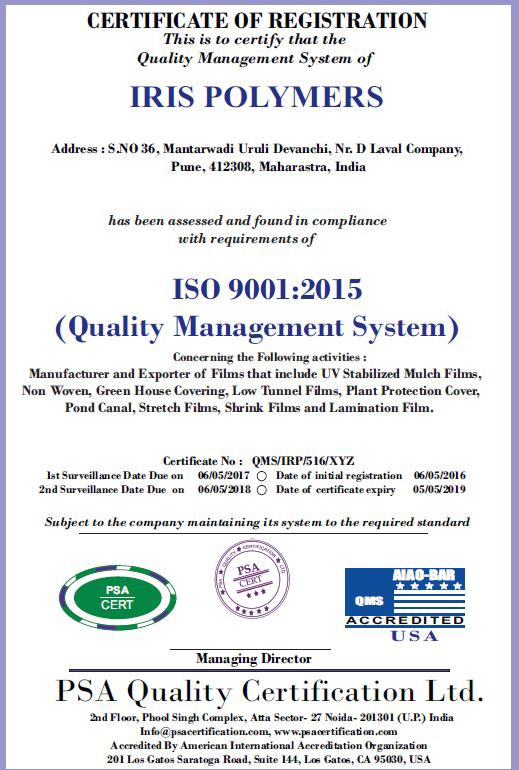 CERTIFICATE OF REGISTRATION
This is to certify that the
Quality Management System of
IRIS POLYMERS
Address : S.NO 36, Mantarwadi Uruli Devanchi, Nr. D Laval Company,
Pune, 412308, Maharastra, India
has been assessed and found in compliance
with requirements of
ISO 9001:2015
(Quality Management System)
Concerning the Following activities :
Manufacturer and Exporter of Films that include UV Stabilized Mulch Films,
Non Woven, Green House Covering, Low Tunnel Films, Plant Protection Cover,
Pond Canal, Stretch Films, Shrink Films and Lamination Film.
Certificate No : QMS/IRP/516/XYZ
1st Surveillance Date Due on 06/05/2017 Date of initial registration 06/05/2016
2nd Surveillance Date Due on 06/05/2018 Date of certificate expiry 05/05/2019
Subject to the company maintaining its system to the required standard
PSA
CERT
PSA QUALITY CERTIFICATION LTD.
PSA
CERT
AIAO-BAR
QMS
ACCREDITED
USA
Managing Director
PSA Quality Certification Ltd.
2nd Floor, Phool Singh Complex, Atta Sector- 27 Noida- 201301 (U.P.) India
Info@psacertification.com, www.psacertification.com
Accredited By American International Accreditation Organization
201 Los Gatos Saratoga Road, Suite 144, Los Gatos, CA 95030, USA